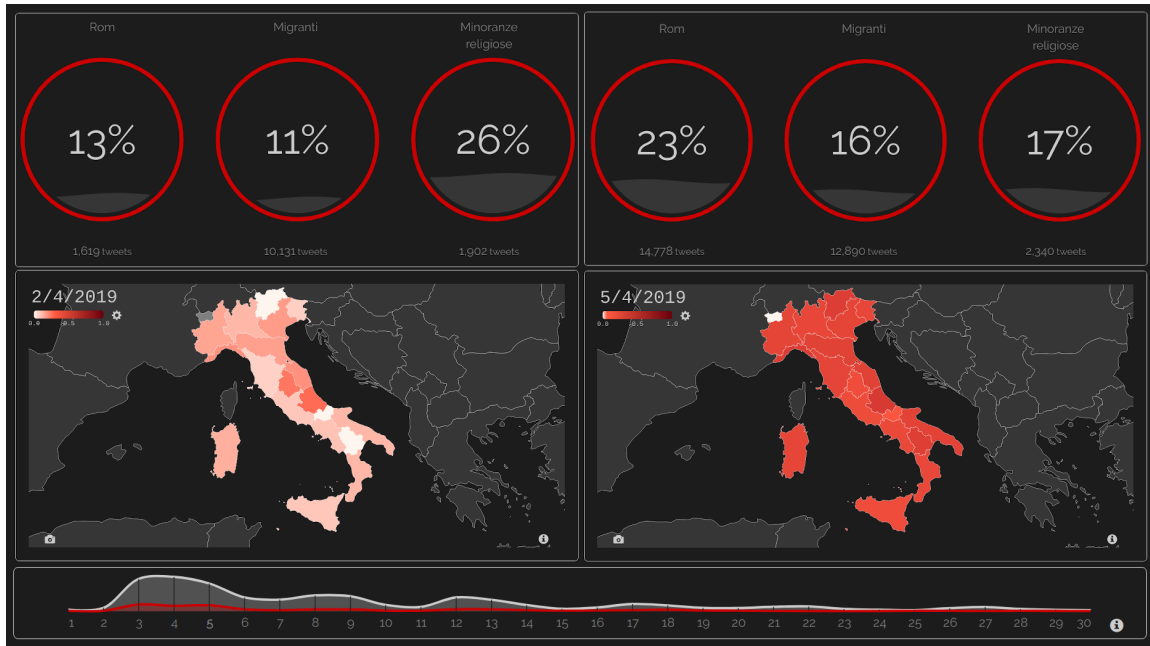 Rom
Migranti
Minoranze
religiose
13%
11%
26%
1,619 tweets
10,131 tweets
1,902 tweets
Rom
Migranti
Minoranze
religiose
23%
16%
17%
14,778 tweets
12,890 tweets
2,340 tweets
2/4/2019
0.0 0.5 1.0
5/4/2019
0.0 0.5 1.0
1 2 3 4 5 6 7 8 9 10 11 12 13 14 15 16 17 18 19 20 21 22 23 24 25 26 27 28 29 30